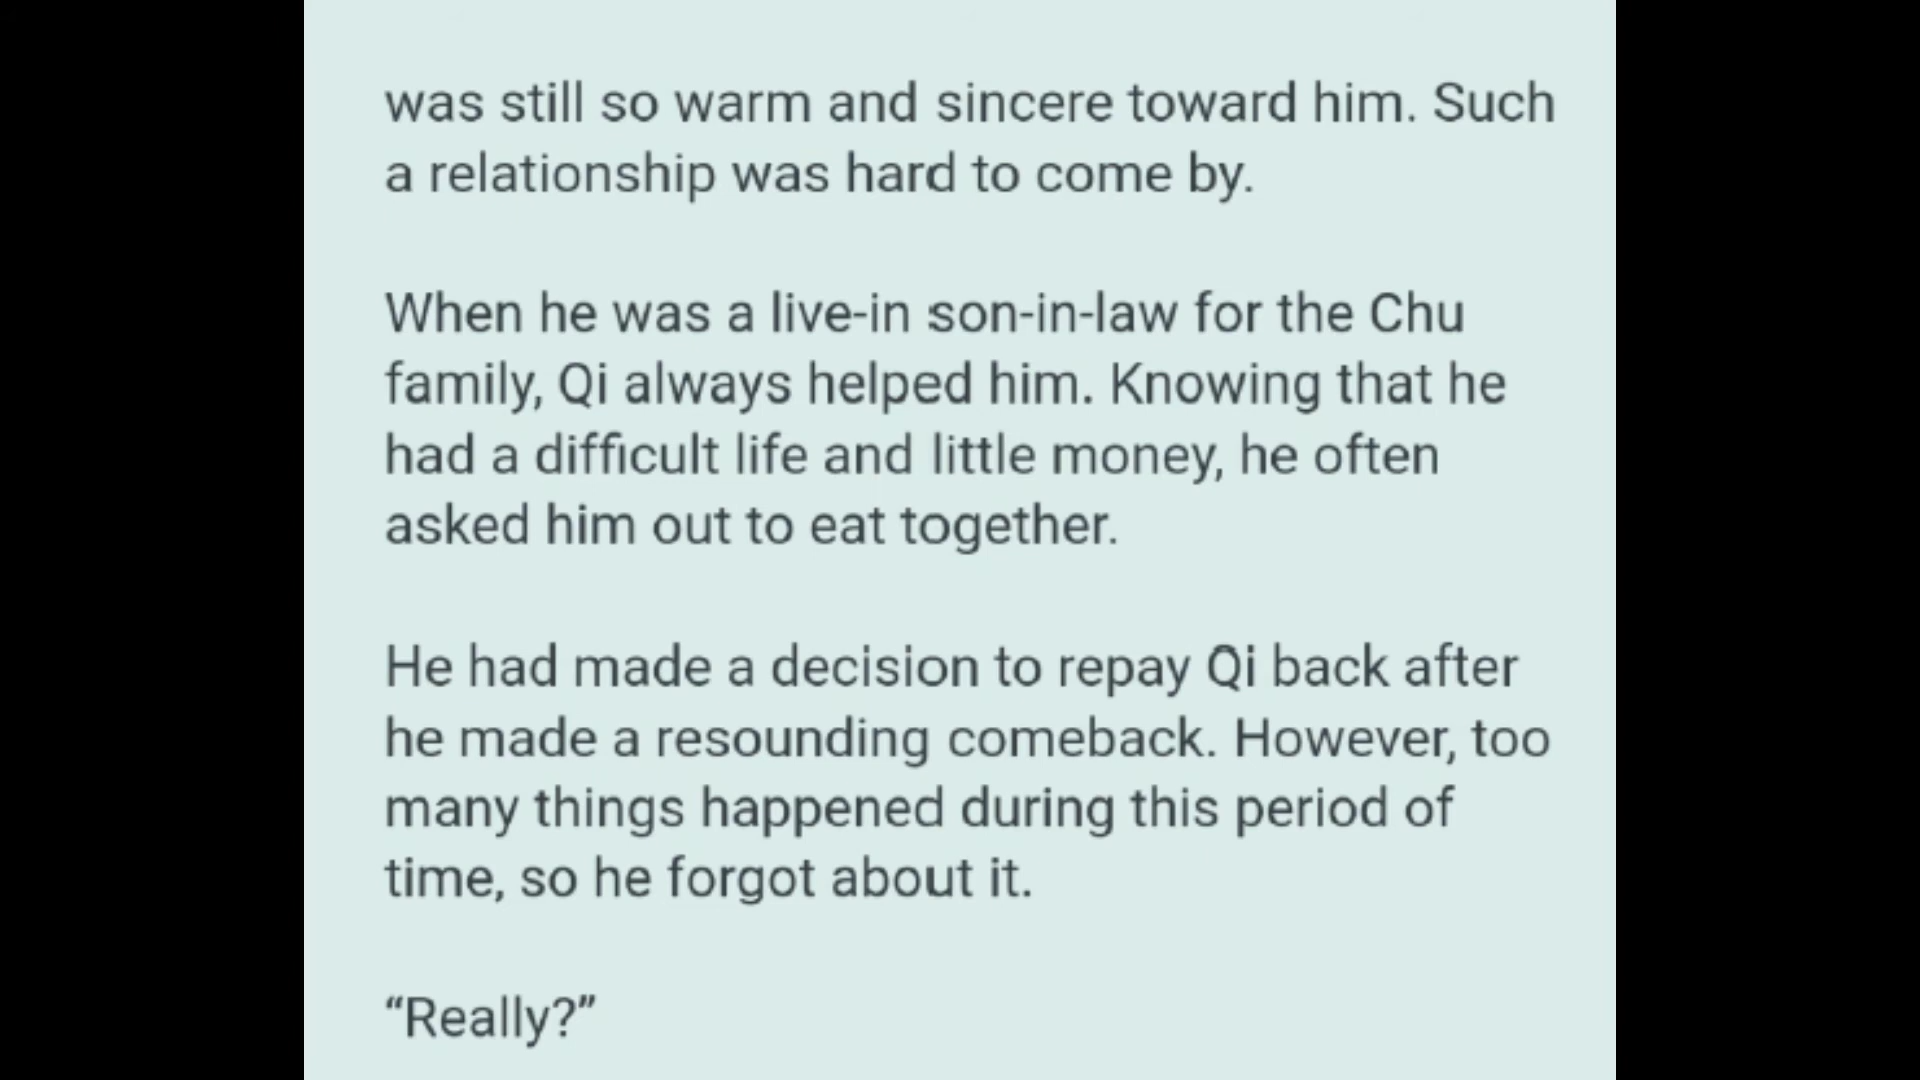 was still so warm and sincere toward him. Such
a relationship was hard to come by.
When he was a live-in son-in-law for the Chu
family, Qi always helped him. Knowing that he
had a difficult life and little money, he often
asked him out to eat together.
He had made a decision to repay Qi back after
he made a resounding comeback. However, too
many things happened during this period of
time, so he forgot about it.
“Really?”